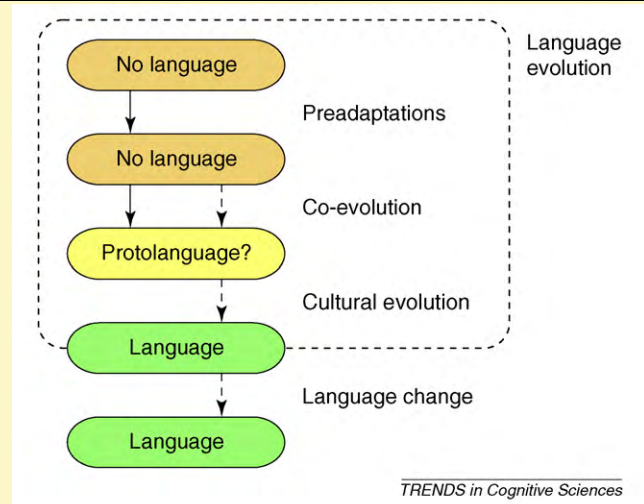 Language
evolution
No language
Preadaptations
No language
Co-evolution
Protolanguage?
Cultural evolution
Language
Language change
Language
TRENDS in Cognitive Sciences